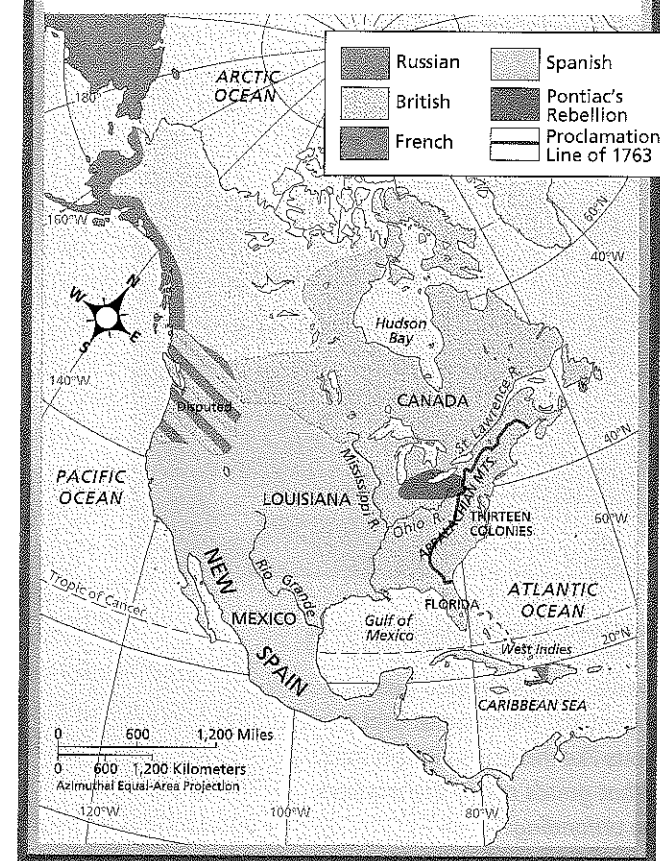 Russian
British
French
Spanish
Pontiac's
Rebellion
Proclamation
Line of 1763
ARCTIC
OCEAN
180°
160°W
60°N
40°W
N
W
E
S
Hudson
Bay
140°W
Disputed
CANADA
St. Lawrence R.
40°N
PACIFIC
OCEAN
LOUISIANA
Mississippi R.
Ohio R.
APPALACHIAN MTS.
THIRTEEN
COLONIES
60°W
NEW
SPAIN
Rio Grande
MEXICO
Tropic of Cancer
FLORIDA
ATLANTIC
OCEAN
Gulf of
Mexico
20°N
West Indies
CARIBBEAN SEA
0 600 1,200 Miles
0 600 1,200 Kilometers
Azimuthal Equal-Area Projection
120°W
100°W
80°W